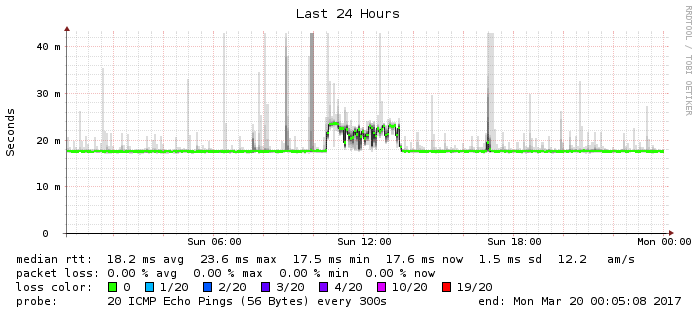 Last 24 Hours
RRDTOOL / TOBI OETIKER
Seconds
40 m
30 m
20 m
10 m
0
Sun 06:00 Sun 12:00 Sun 18:00 Mon 00:00
median rtt: 18.2 ms avg 23.6 ms max 17.5 ms min 17.6 ms now 1.5 ms sd 12.2 am/s
packet loss: 0.00 % avg 0.00 % max 0.00 % min 0.00 % now
loss color: 0 1/20 2/20 3/20 4/20 10/20 19/20
probe: 20 ICMP Echo Pings (56 Bytes) every 300s end: Mon Mar 20 00:05:08 2017